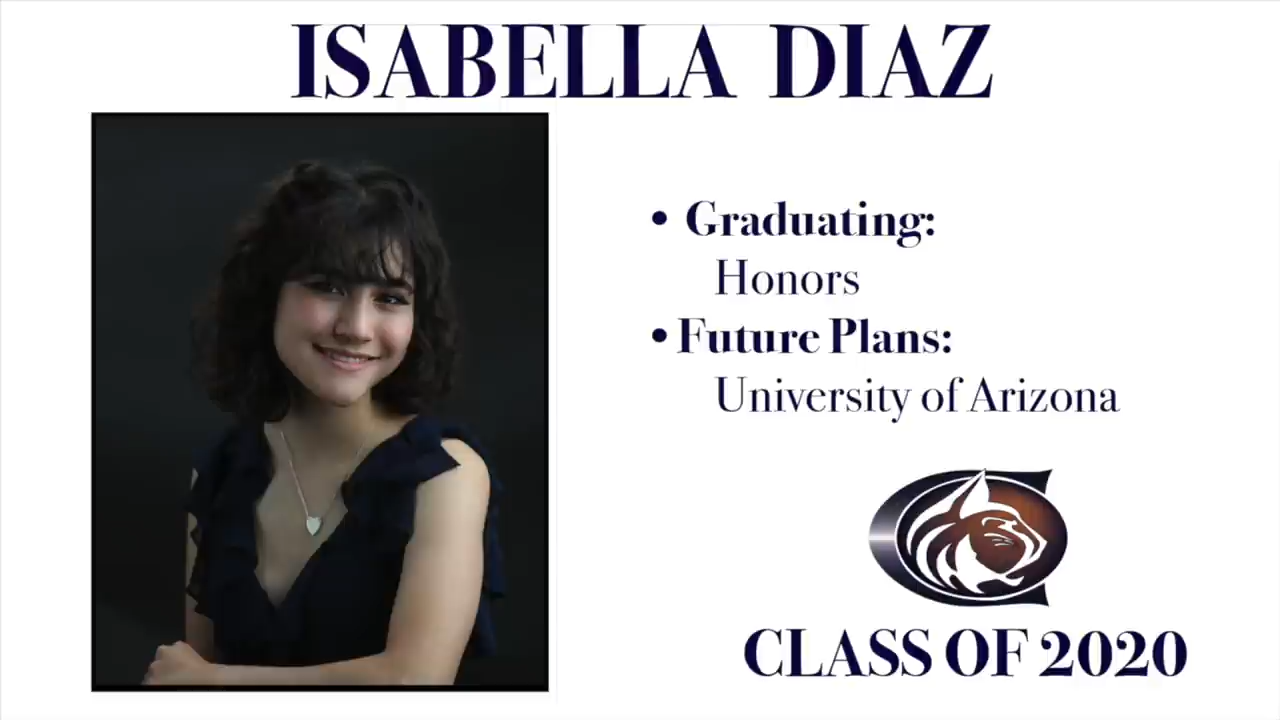 ISABELLA DIAZ
• Graduating:
Honors
• Future Plans:
University of Arizona
CLASS OF 2020